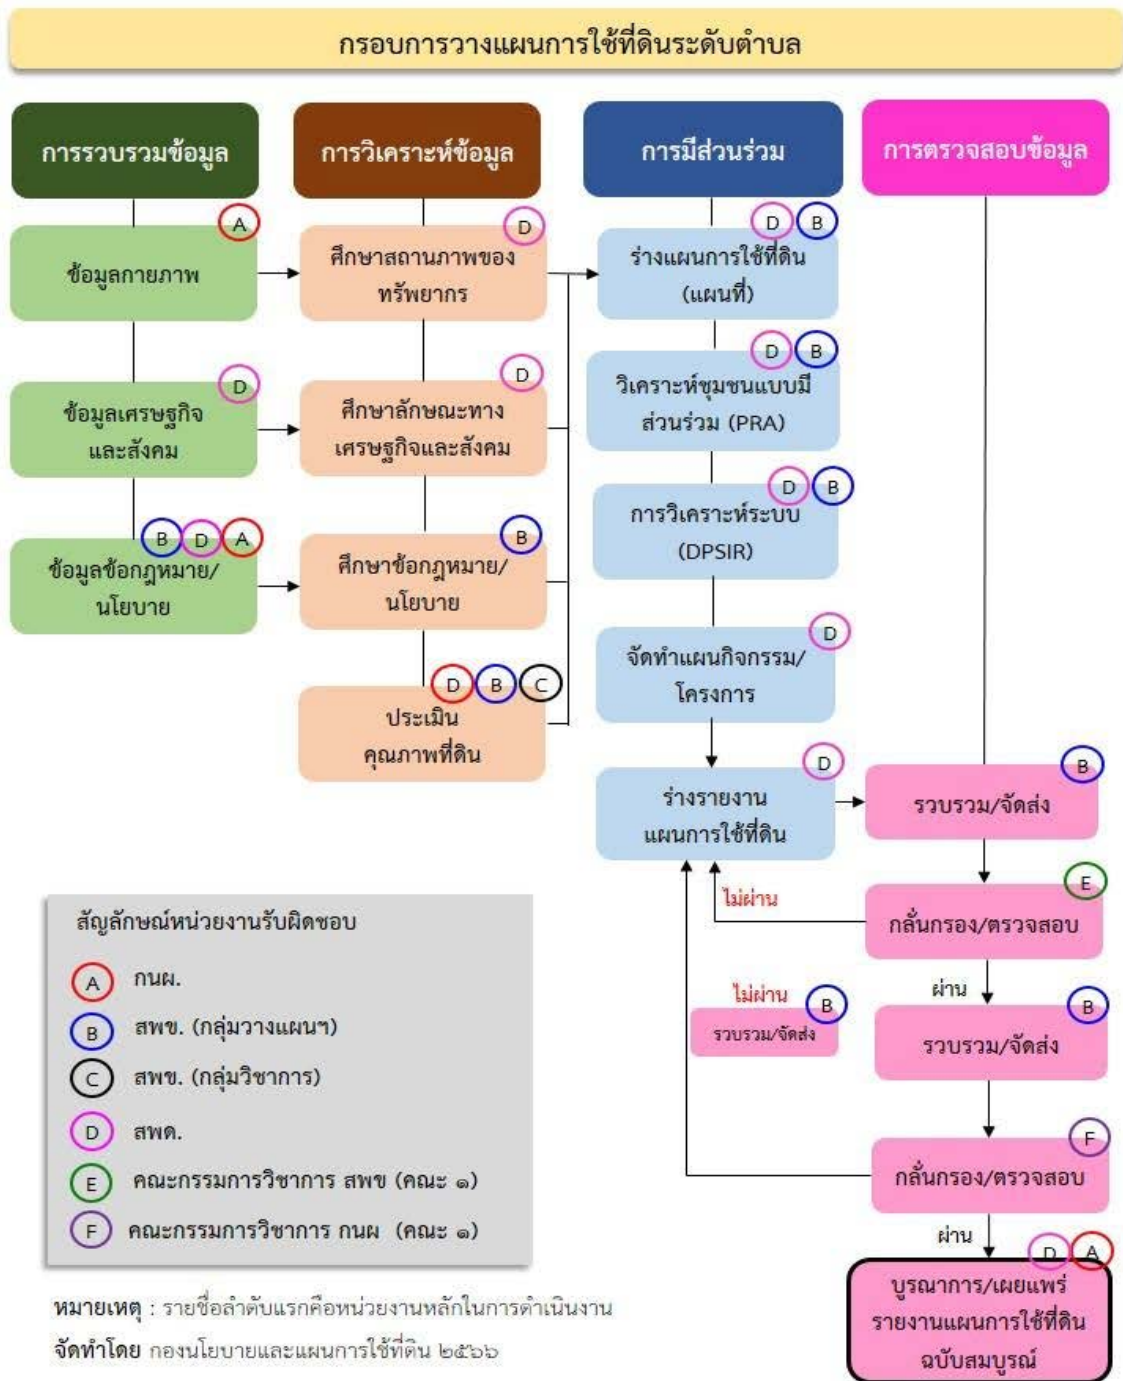 กรอบการวางแผนการใช้ที่ดินระดับตำบล
การรวบรวมข้อมูล
การวิเคราะห์ข้อมูล
การมีส่วนร่วม
การตรวจสอบข้อมูล
A
ข้อมูลกายภาพ
D
ข้อมูลเศรษฐกิจ
และสังคม
B D A
ข้อมูลข้อกฎหมาย/
นโยบาย
D
ศึกษาสถานภาพของ
ทรัพยากร
D
ศึกษาลักษณะทาง
เศรษฐกิจและสังคม
B
ศึกษาข้อกฎหมาย/
นโยบาย
D B C
ประเมิน
คุณภาพที่ดิน
D B
ร่างแผนการใช้ที่ดิน
(แผนที่)
D B
วิเคราะห์ชุมชนแบบมี
ส่วนร่วม (PRA)
D B
การวิเคราะห์ระบบ
(DPSIR)
D
จัดทำแผนกิจกรรม/
โครงการ
D
ร่างรายงาน
แผนการใช้ที่ดิน
B
รวบรวม/จัดส่ง
E
กลั่นกรอง/ตรวจสอบ
ไม่ผ่าน
ผ่าน
ไม่ผ่าน
B
รวบรวม/จัดส่ง
B
รวบรวม/จัดส่ง
F
กลั่นกรอง/ตรวจสอบ
ผ่าน
D A
บูรณาการ/เผยแพร่
รายงานแผนการใช้ที่ดิน
ฉบับสมบูรณ์
สัญลักษณ์หน่วยงานรับผิดชอบ
A กนผ.
B สพข. (กลุ่มวางแผนฯ)
C สพข. (กลุ่มวิชาการ)
D สพด.
E คณะกรรมการวิชาการ สพข (คณะ ๑)
F คณะกรรมการวิชาการ กนผ (คณะ ๑)
หมายเหตุ : รายชื่อลำดับแรกคือหน่วยงานหลักในการดำเนินงาน
จัดทำโดย กองนโยบายและแผนการใช้ที่ดิน ๒๕๖๖